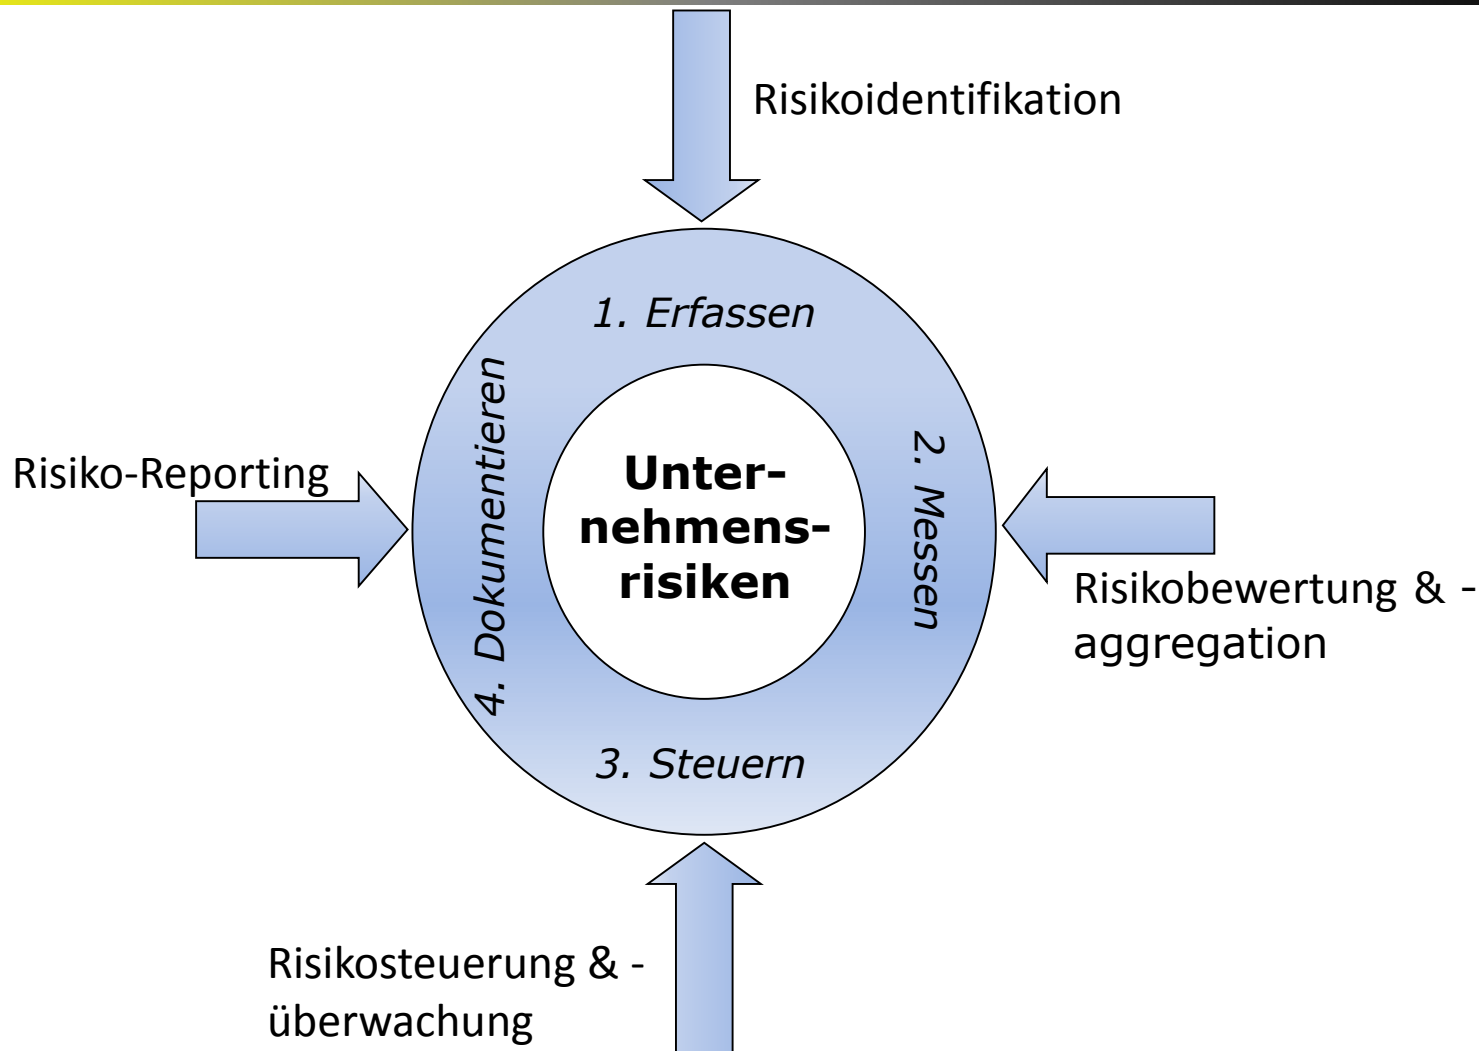 Risikoidentifikation
1. Erfassen
2. Messen
3. Steuern
4. Dokumentieren
Unter-
nehmens-
risiken
Risiko-Reporting
Risikobewertung & -
aggregation
Risikosteuerung & -
überwachung